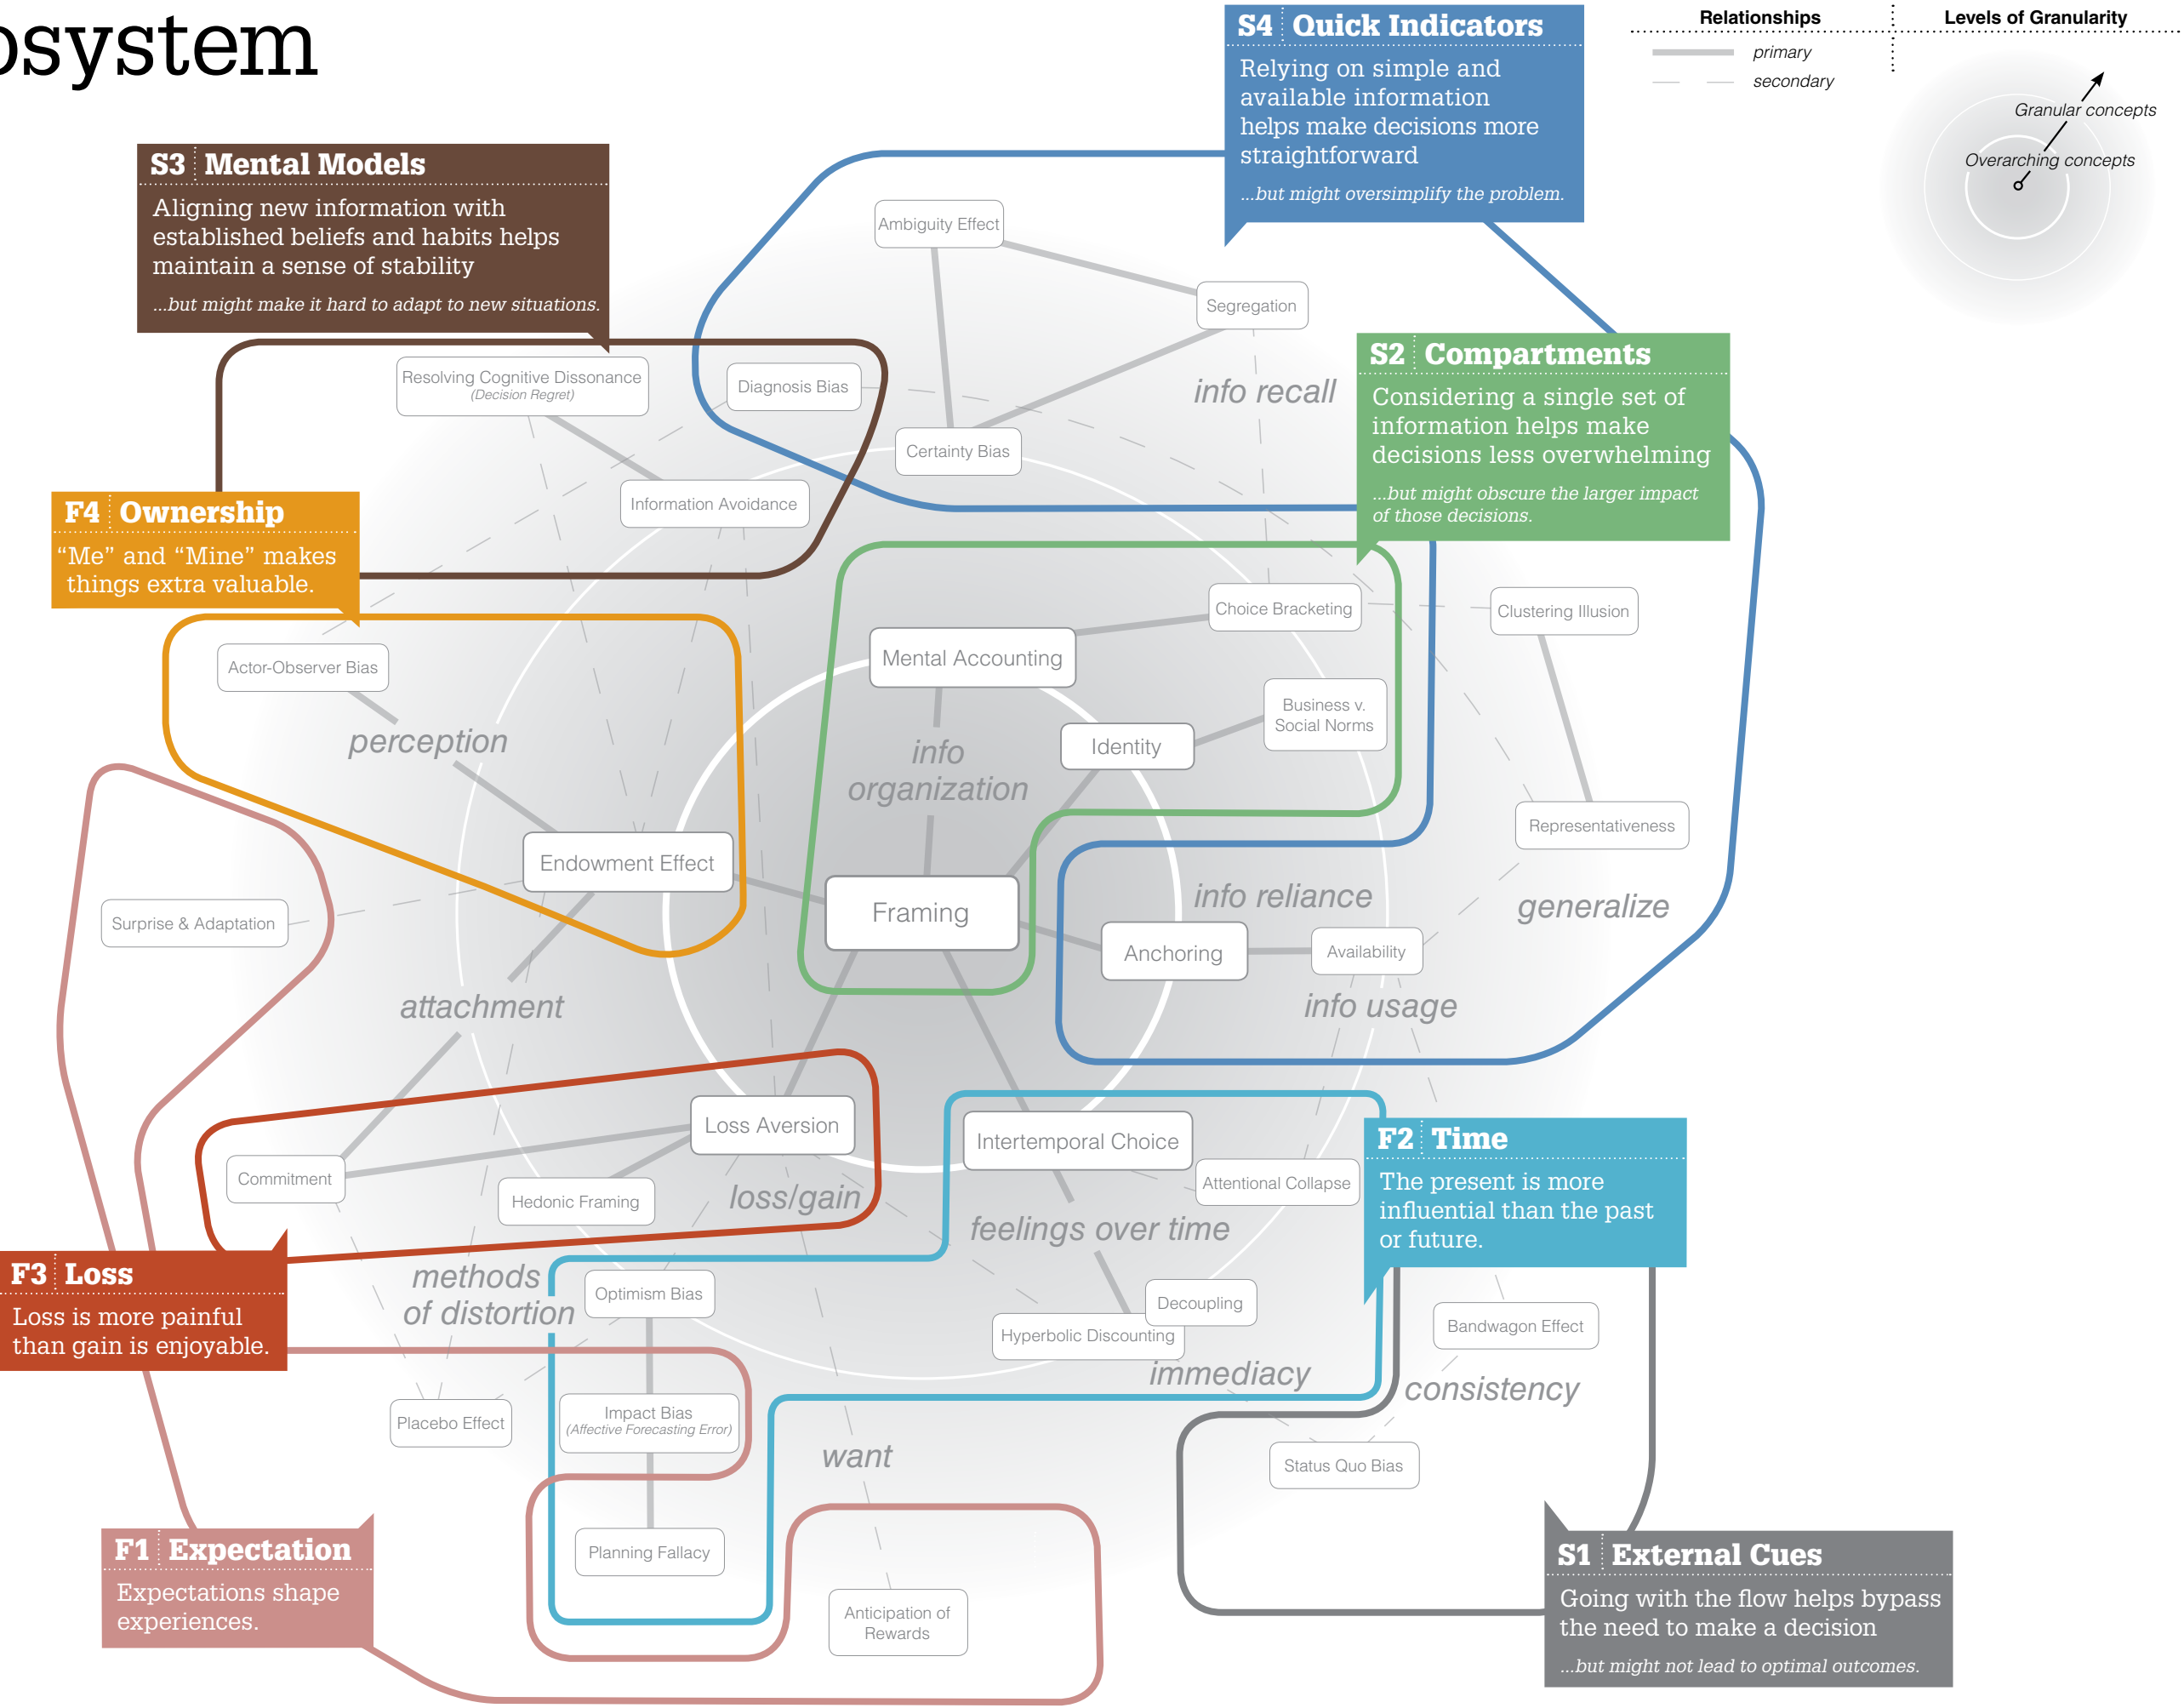 osystem
Relationships
primary
secondary
Levels of Granularity
Granular concepts
Overarching concepts
S4 Quick Indicators
Relying on simple and
available information
helps make decisions more
straightforward
...but might oversimplify the problem.
S3 Mental Models
Aligning new information with
established beliefs and habits helps
maintain a sense of stability
...but might make it hard to adapt to new situations.
Ambiguity Effect
Segregation
S2 Compartments
Considering a single set of
information helps make
decisions less overwhelming
...but might obscure the larger impact
of those decisions.
Resolving Cognitive Dissonance
(Decision Regret)
Diagnosis Bias
info recall
Certainty Bias
Information Avoidance
F4 Ownership
“Me” and “Mine” makes
things extra valuable.
Choice Bracketing
Clustering Illusion
Mental Accounting
Actor-Observer Bias
Business v.
Social Norms
perception
Identity
info
organization
Representativeness
Endowment Effect
info reliance
generalize
Framing
Surprise & Adaptation
Anchoring
Availability
attachment
info usage
Loss Aversion
Intertemporal Choice
F2 Time
The present is more
influential than the past
or future.
Commitment
Attentional Collapse
Hedonic Framing
loss/gain
feelings over time
F3 Loss
Loss is more painful
than gain is enjoyable.
methods
of distortion
Optimism Bias
Decoupling
Hyperbolic Discounting
Bandwagon Effect
immediacy
consistency
Placebo Effect
Impact Bias
(Affective Forecasting Error)
want
Status Quo Bias
F1 Expectation
Expectations shape
experiences.
Planning Fallacy
Anticipation of
Rewards
S1 External Cues
Going with the flow helps bypass
the need to make a decision
...but might not lead to optimal outcomes.